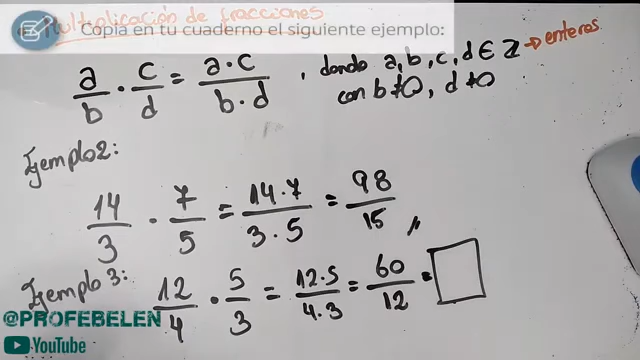 Multiplicación de fracciones
Copia en tu cuaderno el siguiente ejemplo:
a/b · c/d = a·c/b·d , donde a, b, c, d ∈ ℤ → enteros
con b ≠ 0, d ≠ 0
Ejemplo 2:
14/3 · 7/5 = 14·7/3·5 = 98/15 //
Ejemplo 3:
12/4 · 5/3 = 12·5/4·3 = 60/12 =
@PROFEBELEN
YouTube